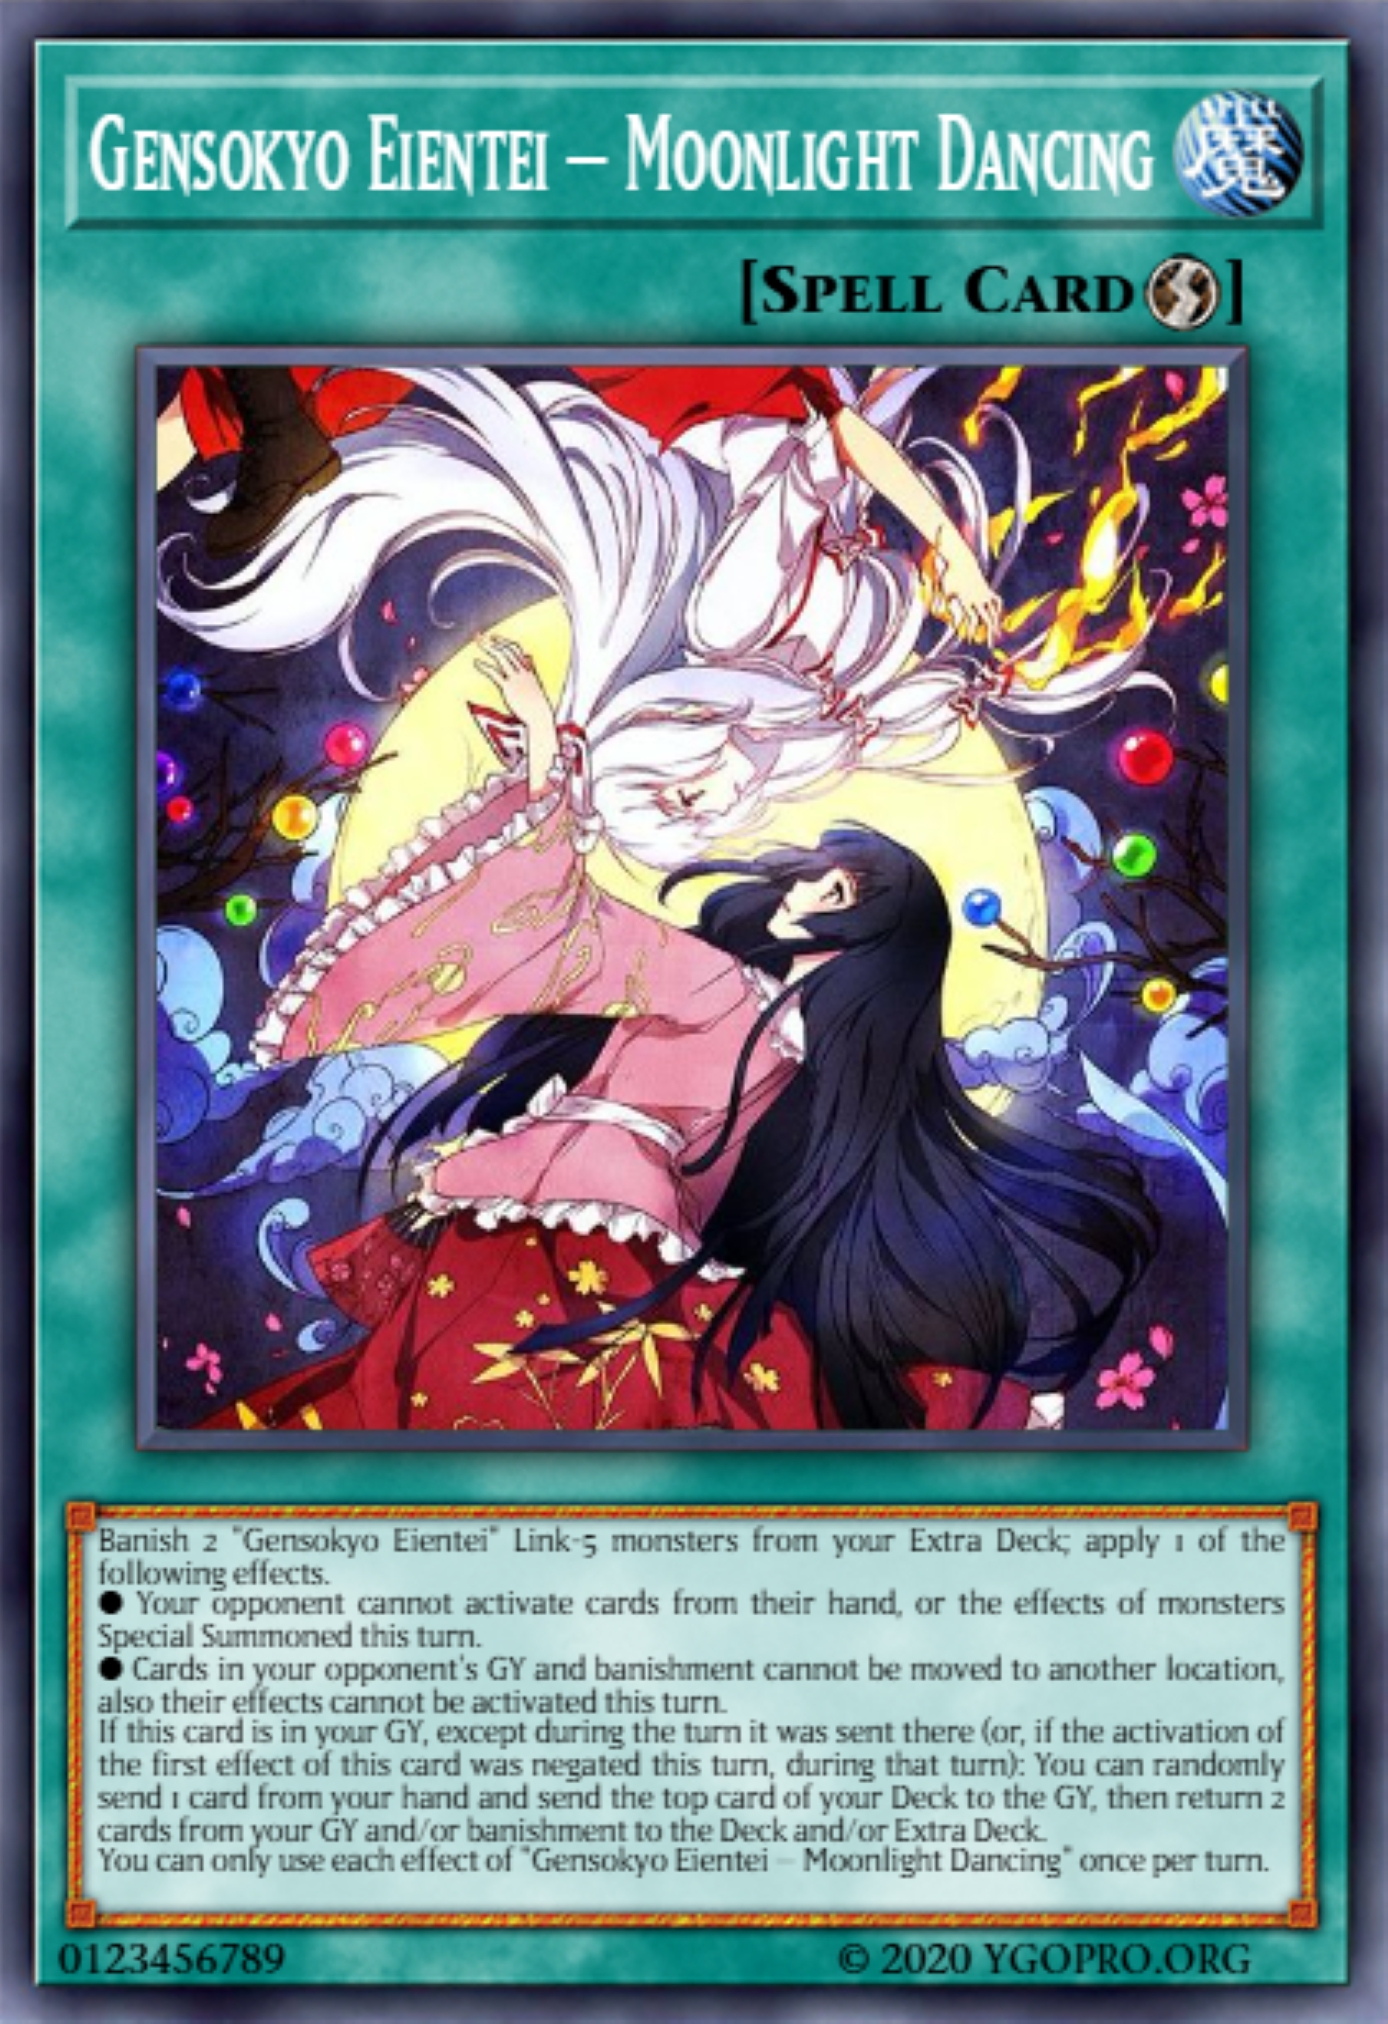 Gensokyo Eientei – Moonlight Dancing 魔
[Spell Card]
Banish 2 "Gensokyo Eientei" Link-5 monsters from your Extra Deck; apply 1 of the
following effects.
● Your opponent cannot activate cards from their hand, or the effects of monsters
Special Summoned this turn.
● Cards in your opponent's GY and banishment cannot be moved to another location,
also their effects cannot be activated this turn.
If this card is in your GY, except during the turn it was sent there (or, if the activation of
the first effect of this card was negated this turn, during that turn): You can randomly
send 1 card from your hand and send the top card of your Deck to the GY, then return 2
cards from your GY and/or banishment to the Deck and/or Extra Deck.
You can only use each effect of "Gensokyo Eientei – Moonlight Dancing" once per turn.
0123456789
© 2020 YGOPRO.ORG